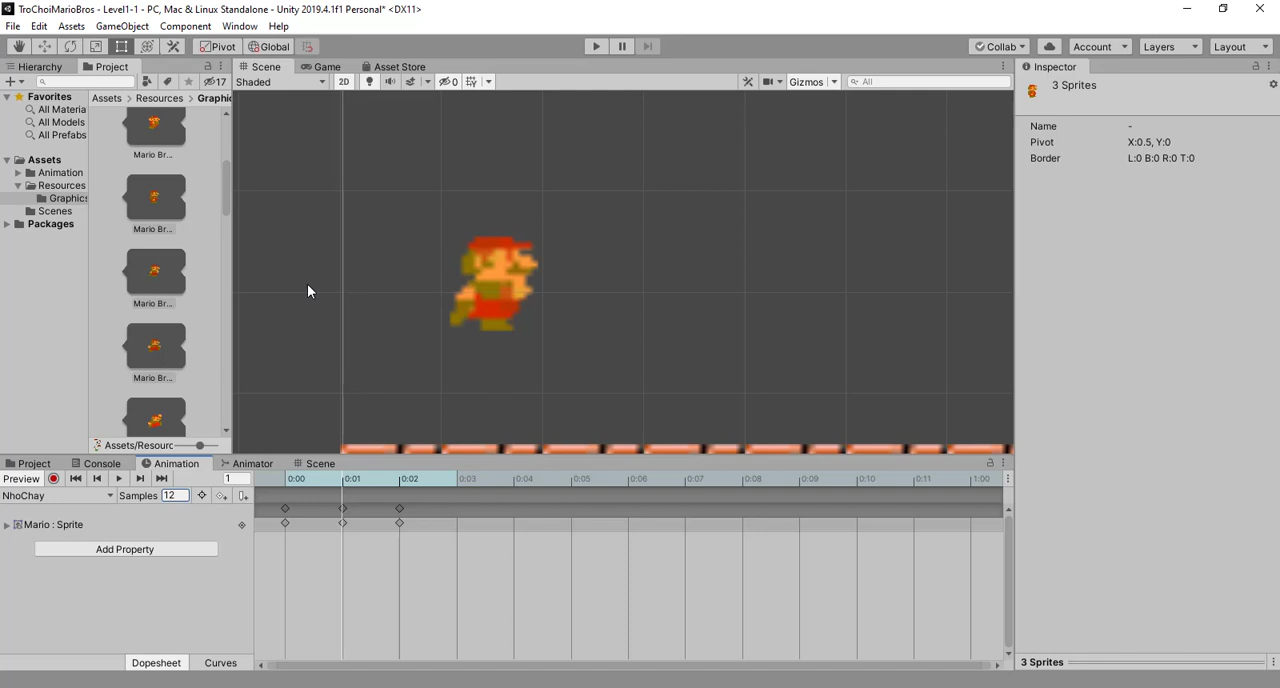 TroChoiMarioBros - Level1-1 - PC, Mac & Linux Standalone - Unity 2019.4.1f1 Personal* <DX11>
File Edit Assets GameObject Component Window Help
Pivot Global Collab Account Layers Layout
Hierarchy Project Scene Game Asset Store Inspector
17 Shaded 2D 0 Gizmos All
Favorites
All Materia
All Models
All Prefabs
Assets
Animation
Resources
Graphics
Scenes
Packages
Assets > Resources > Graphic
Mario Br...
Mario Br...
Mario Br...
Mario Br...
Assets/Resourc
3 Sprites
Name -
Pivot X:0.5, Y:0
Border L:0 B:0 R:0 T:0
Project Console Animation Animator Scene
Preview 1 0:00 0:01 0:02 0:03 0:04 0:05 0:06 0:07 0:08 0:09 0:10 0:11 1:00
NhoChay Samples 12
Mario : Sprite
Add Property
Dopesheet Curves
3 Sprites